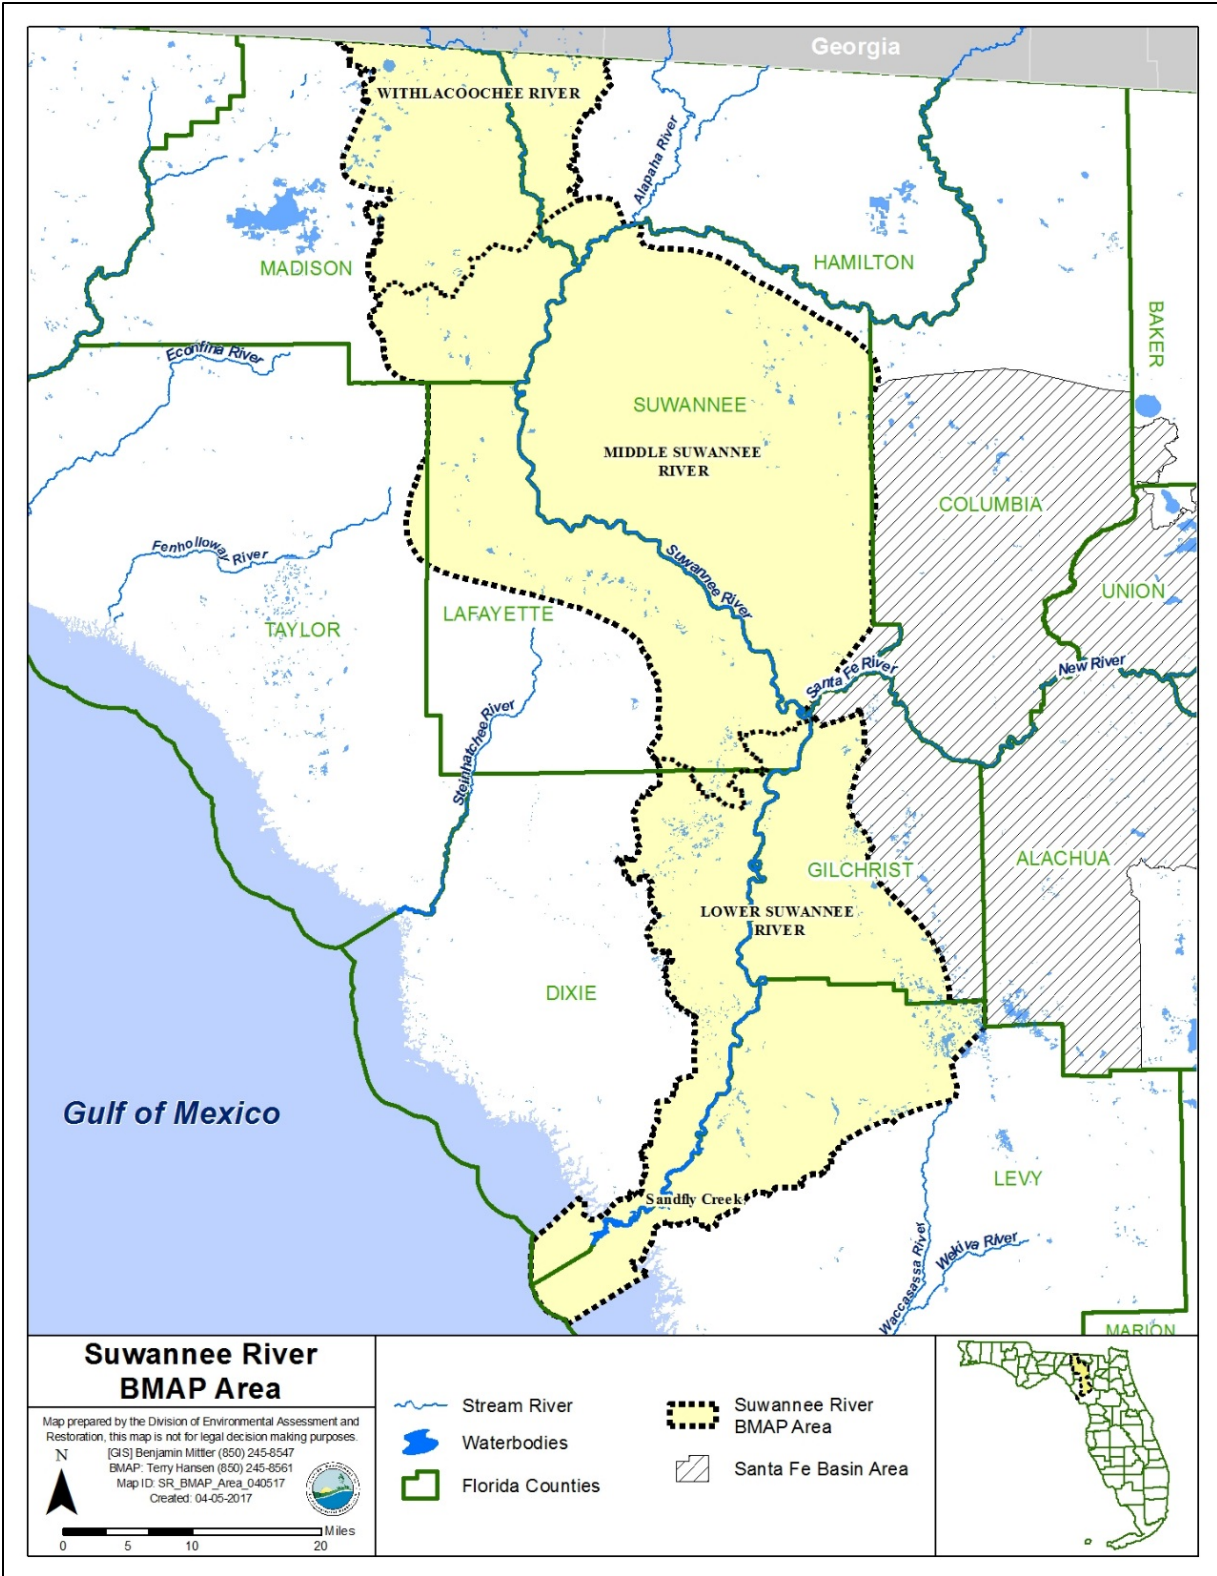 Georgia
WITHLACOOCHEE RIVER
Alapaha River
MADISON
HAMILTON
BAKER
Econfina River
SUWANNEE
MIDDLE SUWANNEE
RIVER
COLUMBIA
Fenholloway River
Suwannee River
UNION
LAFAYETTE
TAYLOR
Santa Fe River
New River
Steinhatchee River
ALACHUA
GILCHRIST
LOWER SUWANNEE
RIVER
DIXIE
Gulf of Mexico
LEVY
Sandfly Creek
Waccasassa River
Wekiva River
MARION
Suwannee River
BMAP Area
Map prepared by the Division of Environmental Assessment and
Restoration, this map is not for legal decision making purposes.
[GIS] Benjamin Mittler (850) 245-8547
BMAP: Terry Hansen (850) 245-8561
Map ID: SR_BMAP_Area_040517
Created: 04-05-2017
N
Miles
0 5 10 20
Stream River
Waterbodies
Florida Counties
Suwannee River
BMAP Area
Santa Fe Basin Area